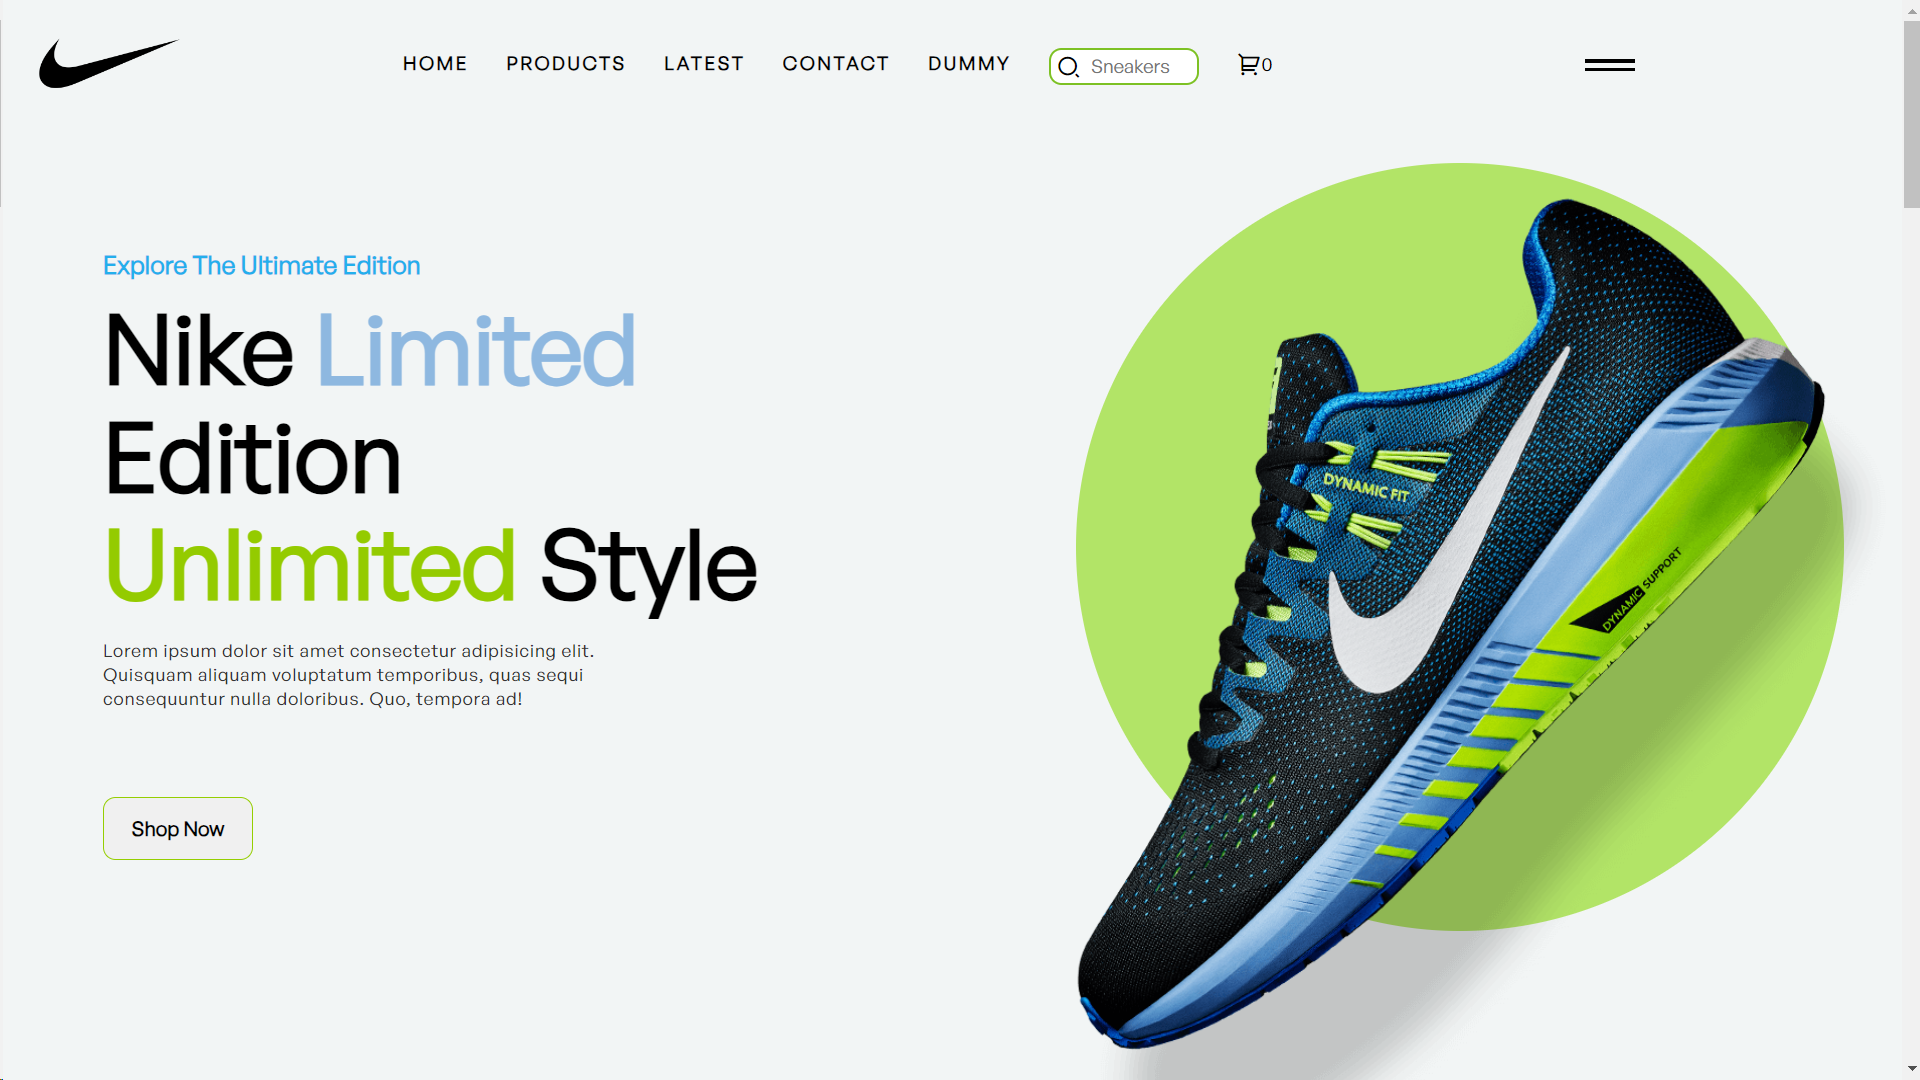 HOME PRODUCTS LATEST CONTACT DUMMY Sneakers 0
Explore The Ultimate Edition
Nike Limited
Edition
Unlimited Style
Lorem ipsum dolor sit amet consectetur adipisicing elit.
Quisquam aliquam voluptatum temporibus, quas sequi
consequuntur nulla doloribus. Quo, tempora ad!
Shop Now
DYNAMIC FIT
DYNAMIC SUPPORT